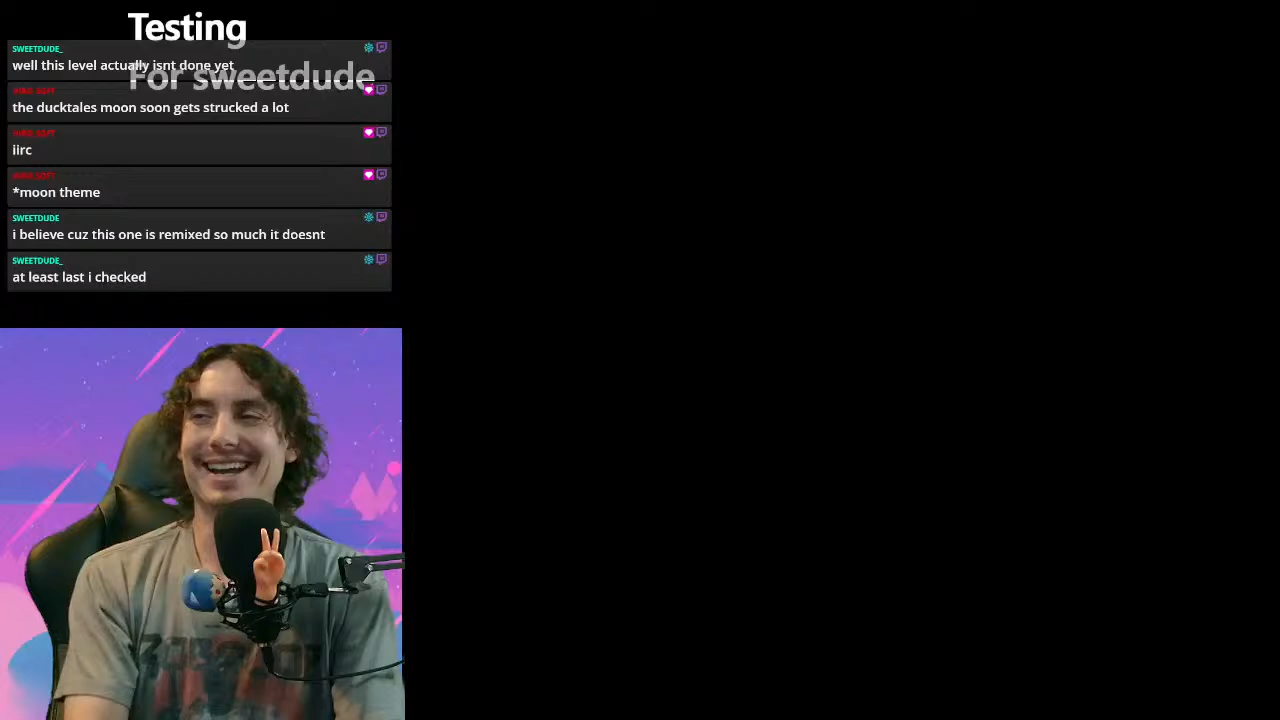 Testing
For sweetdude
SWEETDUDE_
well this level actually isnt done yet
the ducktales moon soon gets strucked a lot
iirc
*moon theme
SWEETDUDE_
i believe cuz this one is remixed so much it doesnt
SWEETDUDE_
at least last i checked